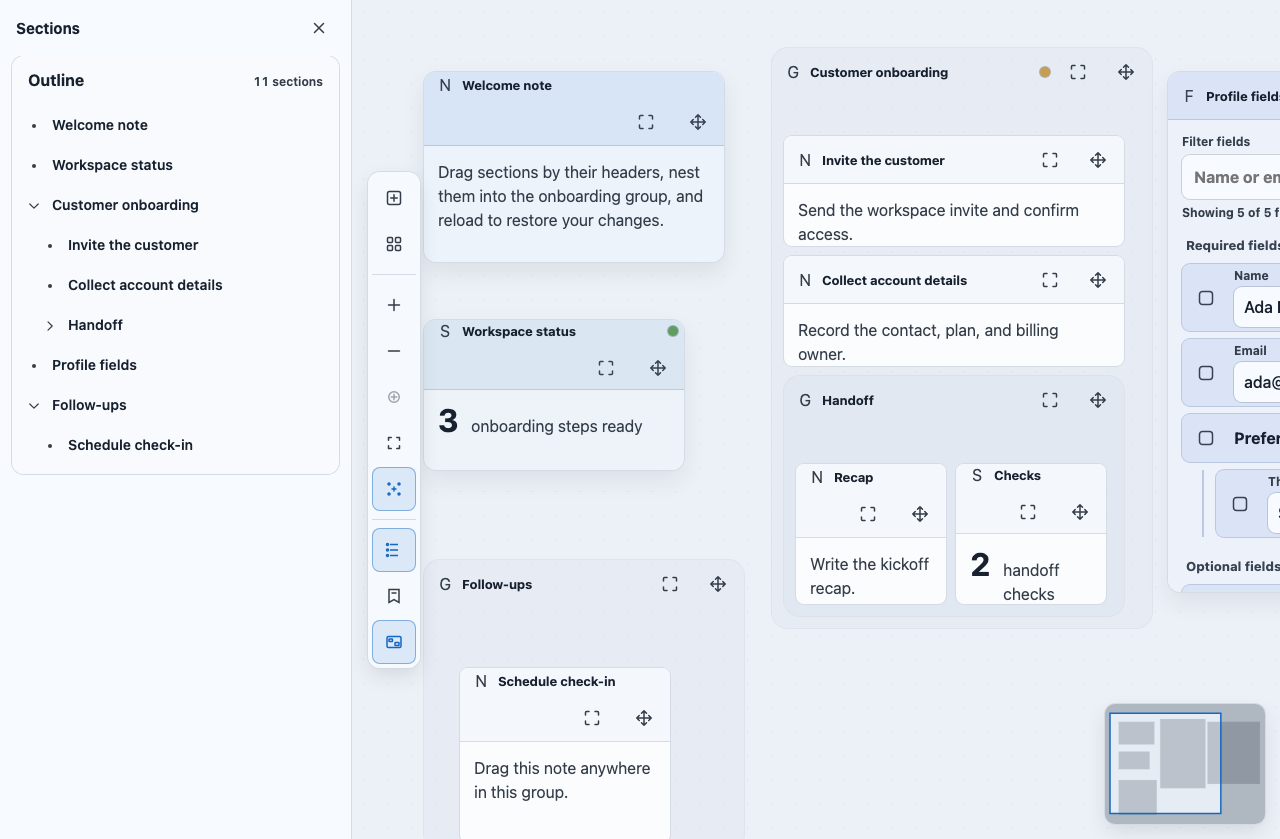 Sections
Outline
11 sections
Welcome note
Workspace status
Customer onboarding
Invite the customer
Collect account details
Handoff
Profile fields
Follow-ups
Schedule check-in
N Welcome note
Drag sections by their headers, nest
them into the onboarding group, and
reload to restore your changes.
S Workspace status
3 onboarding steps ready
G Follow-ups
N Schedule check-in
Drag this note anywhere
in this group.
G Customer onboarding
N Invite the customer
Send the workspace invite and confirm
access.
N Collect account details
Record the contact, plan, and billing
owner.
G Handoff
N Recap
Write the kickoff
recap.
S Checks
2 handoff
checks
F Profile fields
Filter fields
Name or
Showing 5 of 5
Required fields
Name
Ada
Email
ada@
Optional fields